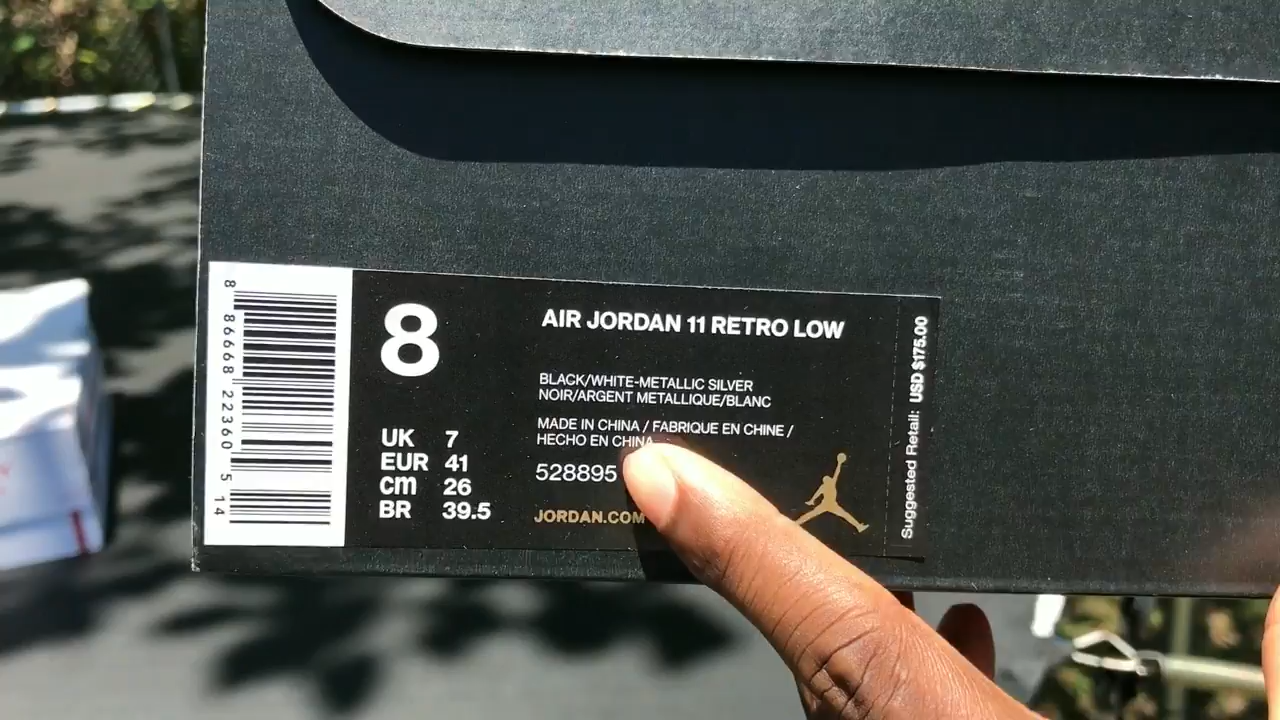 8 86668 22360 5 14
8
UK 7
EUR 41
cm 26
BR 39.5
AIR JORDAN 11 RETRO LOW
BLACK/WHITE-METALLIC SILVER
NOIR/ARGENT METALLIQUE/BLANC
MADE IN CHINA / FABRIQUE EN CHINE /
HECHO EN CHINA
528895
JORDAN.COM
Suggested Retail: USD $175.00